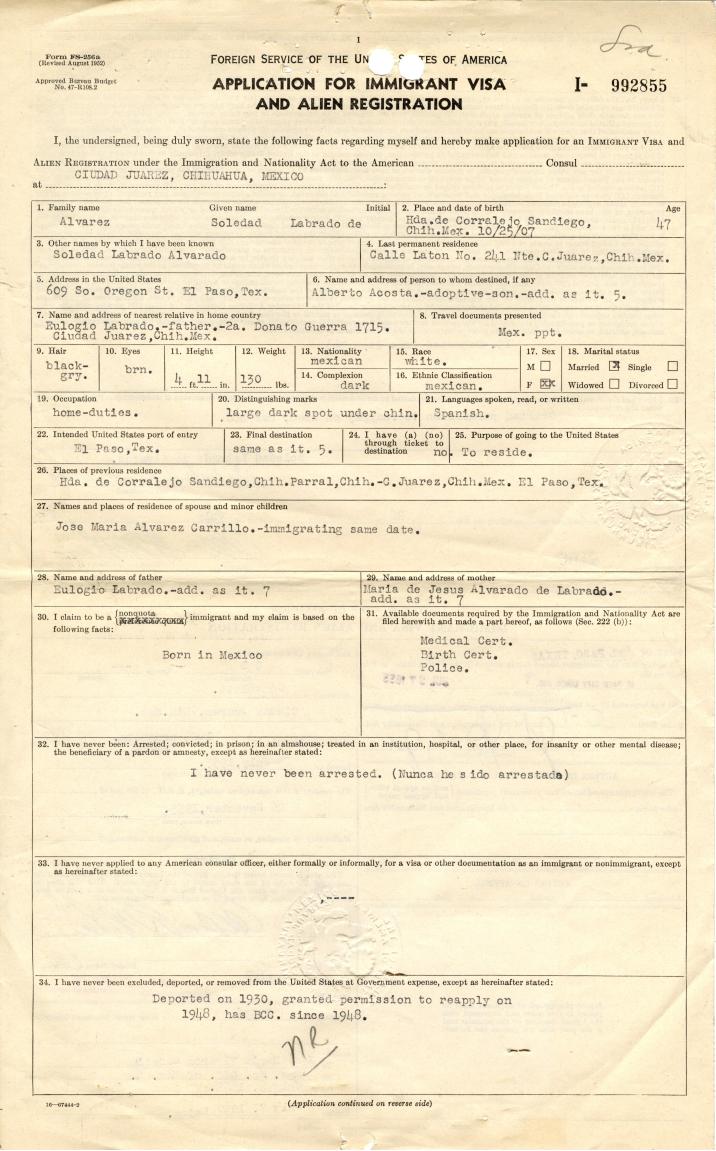 1
Form FS-256a
(Revised August 1952)
Approved Bureau Budget
No. 47-R108.2
FOREIGN SERVICE OF THE UN S ES OF AMERICA
APPLICATION FOR IMMIGRANT VISA
AND ALIEN REGISTRATION
I- 992855
I, the undersigned, being duly sworn, state the following facts regarding myself and hereby make application for an IMMIGRANT VISA and
ALIEN REGISTRATION under the Immigration and Nationality Act to the American Consul
CIUDAD JUAREZ, CHIHUAHUA, MEXICO
at :
1. Family name Given name Initial
Alvarez Soledad Labrado de
2. Place and date of birth Age
Hda.de Corralejo Sandiego,
Chih.Mex. 10/25/07 47
3. Other names by which I have been known
Soledad Labrado Alvarado
4. Last permanent residence
Calle Laton No. 241 Nte.C.Juarez,Chih.Mex.
5. Address in the United States
609 So. Oregon St. El Paso,Tex.
6. Name and address of person to whom destined, if any
Alberto Acosta.-adoptive-son.-add. as it. 5.
7. Name and address of nearest relative in home country
Eulogio Labrado.-father.-2a. Donato Guerra 1715.
Ciudad Juarez,Chih.Mex.
8. Travel documents presented
Mex. ppt.
9. Hair
black-
gry.
10. Eyes
brn.
11. Height
4 ft. 11 in.
12. Weight
130 lbs.
13. Nationality
mexican
14. Complexion
dark
15. Race
white.
16. Ethnic Classification
mexican.
17. Sex
M
F xx
18. Marital status
Married x Single
Widowed Divorced
19. Occupation
home-duties.
20. Distinguishing marks
large dark spot under chin.
21. Languages spoken, read, or written
Spanish.
22. Intended United States port of entry
El Paso,Tex.
23. Final destination
same as it. 5.
24. I have (a) (no)
through ticket to
destination no.
25. Purpose of going to the United States
To reside.
26. Places of previous residence
Hda. de Corralejo Sandiego,Chih.Parral,Chih.-C.Juarez,Chih.Mex. El Paso,Tex.
27. Names and places of residence of spouse and minor children
Jose Maria Alvarez Carrillo.-immigrating same date.
28. Name and address of father
Eulogio Labrado.-add. as it. 7
29. Name and address of mother
Maria de Jesus Alvarado de Labrado.-
add. as it. 7
30. I claim to be a {nonquota} immigrant and my claim is based on the
following facts:
Born in Mexico
31. Available documents required by the Immigration and Nationality Act are
filed herewith and made a part hereof, as follows (Sec. 222 (b)):
Medical Cert.
Birth Cert.
Police.
32. I have never been: Arrested; convicted; in prison; in an almshouse; treated in an institution, hospital, or other place, for insanity or other mental disease;
the beneficiary of a pardon or amnesty, except as hereinafter stated:
I have never been arrested. (Nunca he sido arrestada)
33. I have never applied to any American consular officer, either formally or informally, for a visa or other documentation as an immigrant or nonimmigrant, except
as hereinafter stated:
,----
34. I have never been excluded, deported, or removed from the United States at Government expense, except as hereinafter stated:
Deported on 1930, granted permission to reapply on
1948, has BCC. since 1948.
NR
16—67444-2
(Application continued on reverse side)